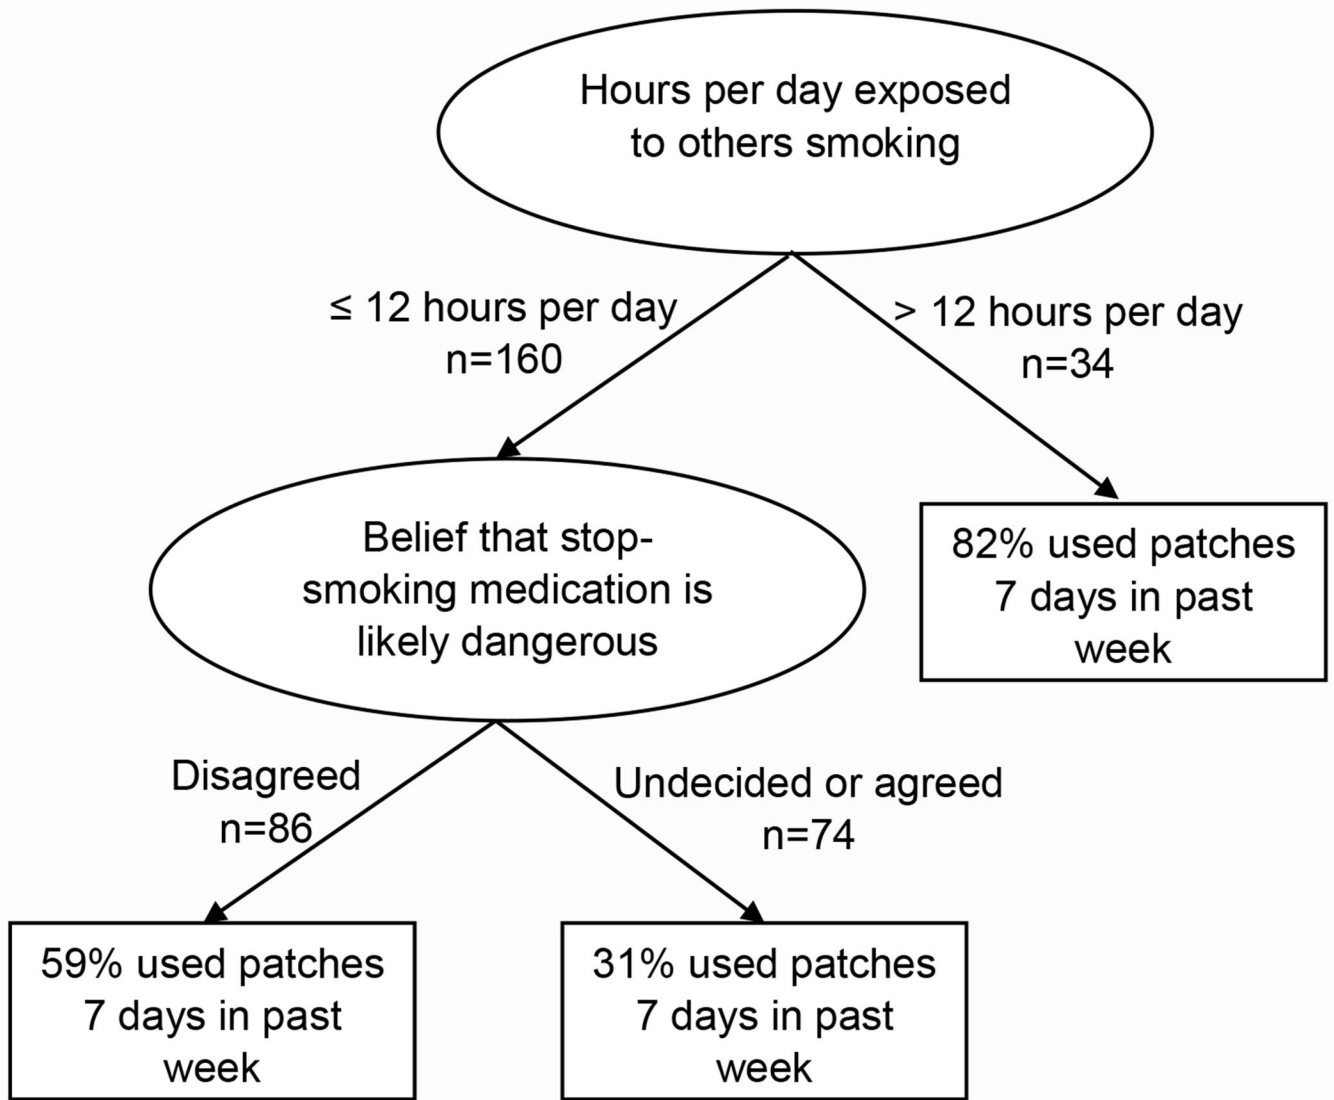 Hours per day exposed
to others smoking
≤ 12 hours per day
n=160
> 12 hours per day
n=34
Belief that stop-
smoking medication is
likely dangerous
82% used patches
7 days in past
week
Disagreed
n=86
Undecided or agreed
n=74
59% used patches
7 days in past
week
31% used patches
7 days in past
week